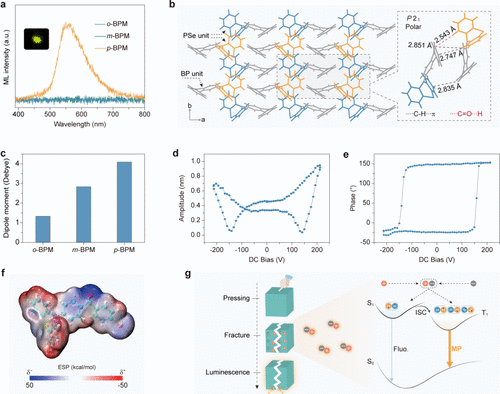 a
ML intensity (a.u.)
o-BPM
m-BPM
p-BPM
400 500 600 700 800
Wavelength (nm)
b
PSe unit
BP unit
b
a
P 2₁
Polar
2.543 Å
2.851 Å
2.747 Å
2.835 Å
C-H π
C=O H
c
Dipole moment (Debye)
4
3
2
1
0
o-BPM m-BPM p-BPM
d
Amplitude (nm)
1.0
0.8
0.6
0.4
0.2
0.0
-200 -100 0 100 200
DC Bias (V)
e
Phase (°)
150
100
50
0
-50
-200 -100 0 100 200
DC Bias (V)
f
ESP (kcal/mol)
δ⁺ δ⁻
50 -50
g
Pressing
Fracture
Luminescence
S₁
ISC
T₁
Fluo.
MP
S₀